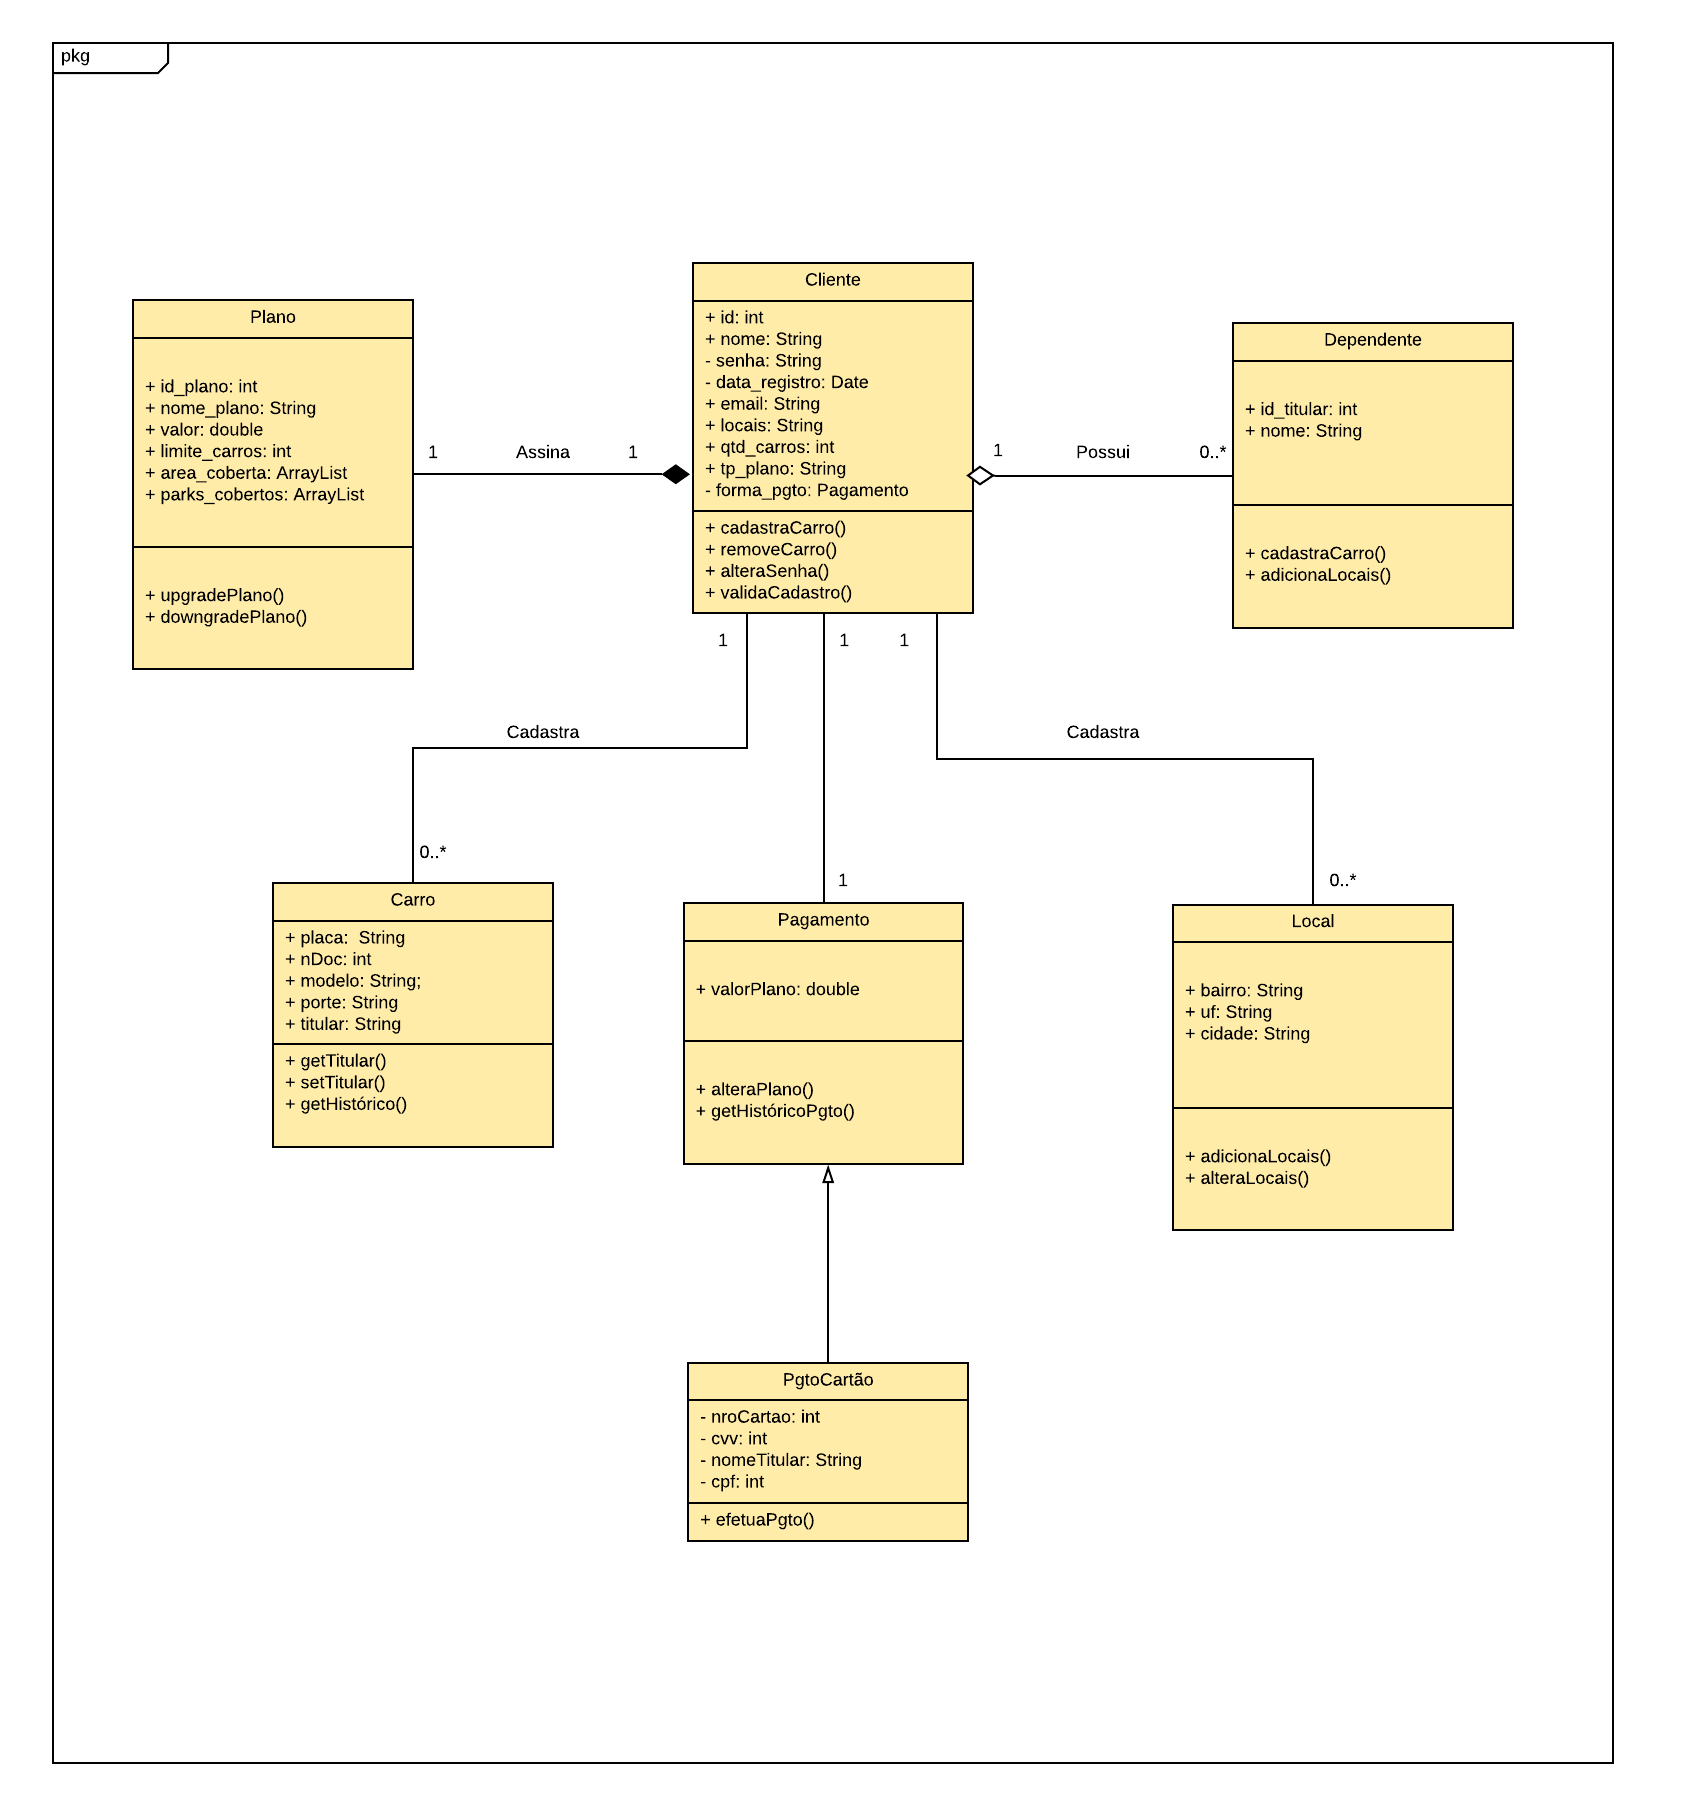 pkg
Cliente
+ id: int
+ nome: String
- senha: String
- data_registro: Date
+ email: String
+ locais: String
+ qtd_carros: int
+ tp_plano: String
- forma_pgto: Pagamento
+ cadastraCarro()
+ removeCarro()
+ alteraSenha()
+ validaCadastro()
Plano
+ id_plano: int
+ nome_plano: String
+ valor: double
+ limite_carros: int
+ area_coberta: ArrayList
+ parks_cobertos: ArrayList
+ upgradePlano()
+ downgradePlano()
1
Assina
1
1
Possui
0..*
Dependente
+ id_titular: int
+ nome: String
+ cadastraCarro()
+ adicionaLocais()
1
1
1
Cadastra
Cadastra
0..*
1
0..*
Carro
+ placa:  String
+ nDoc: int
+ modelo: String;
+ porte: String
+ titular: String
+ getTitular()
+ setTitular()
+ getHistórico()
Pagamento
+ valorPlano: double
+ alteraPlano()
+ getHistóricoPgto()
Local
+ bairro: String
+ uf: String
+ cidade: String
+ adicionaLocais()
+ alteraLocais()
PgtoCartão
- nroCartao: int
- cvv: int
- nomeTitular: String
- cpf: int
+ efetuaPgto()